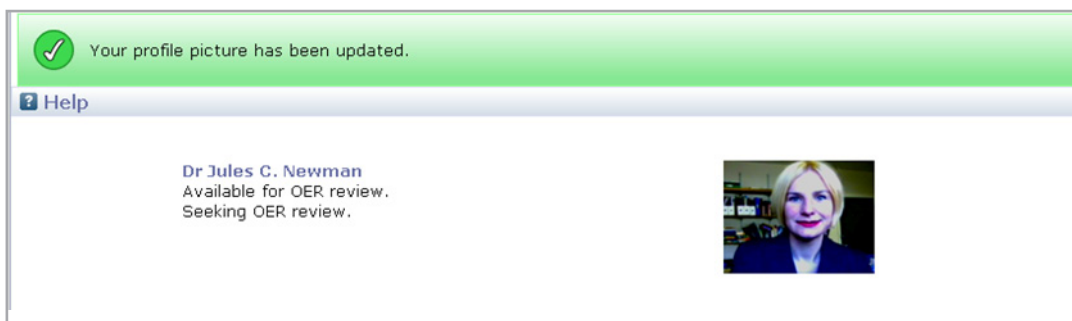 Your profile picture has been updated.
? Help
Dr Jules C. Newman
Available for OER review.
Seeking OER review.